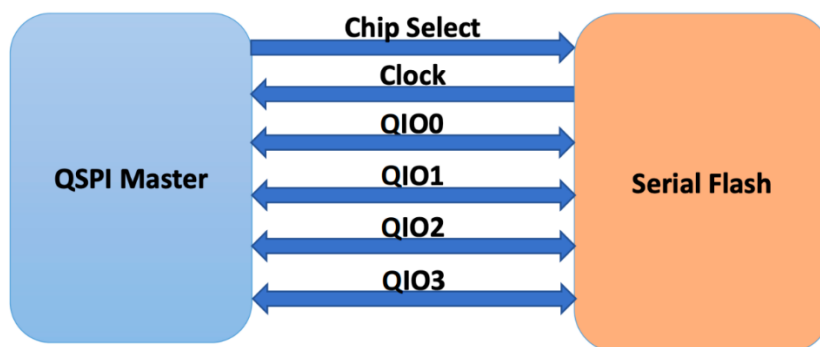 Chip Select
Clock
QIO0
QSPI Master
QIO1
Serial Flash
QIO2
QIO3